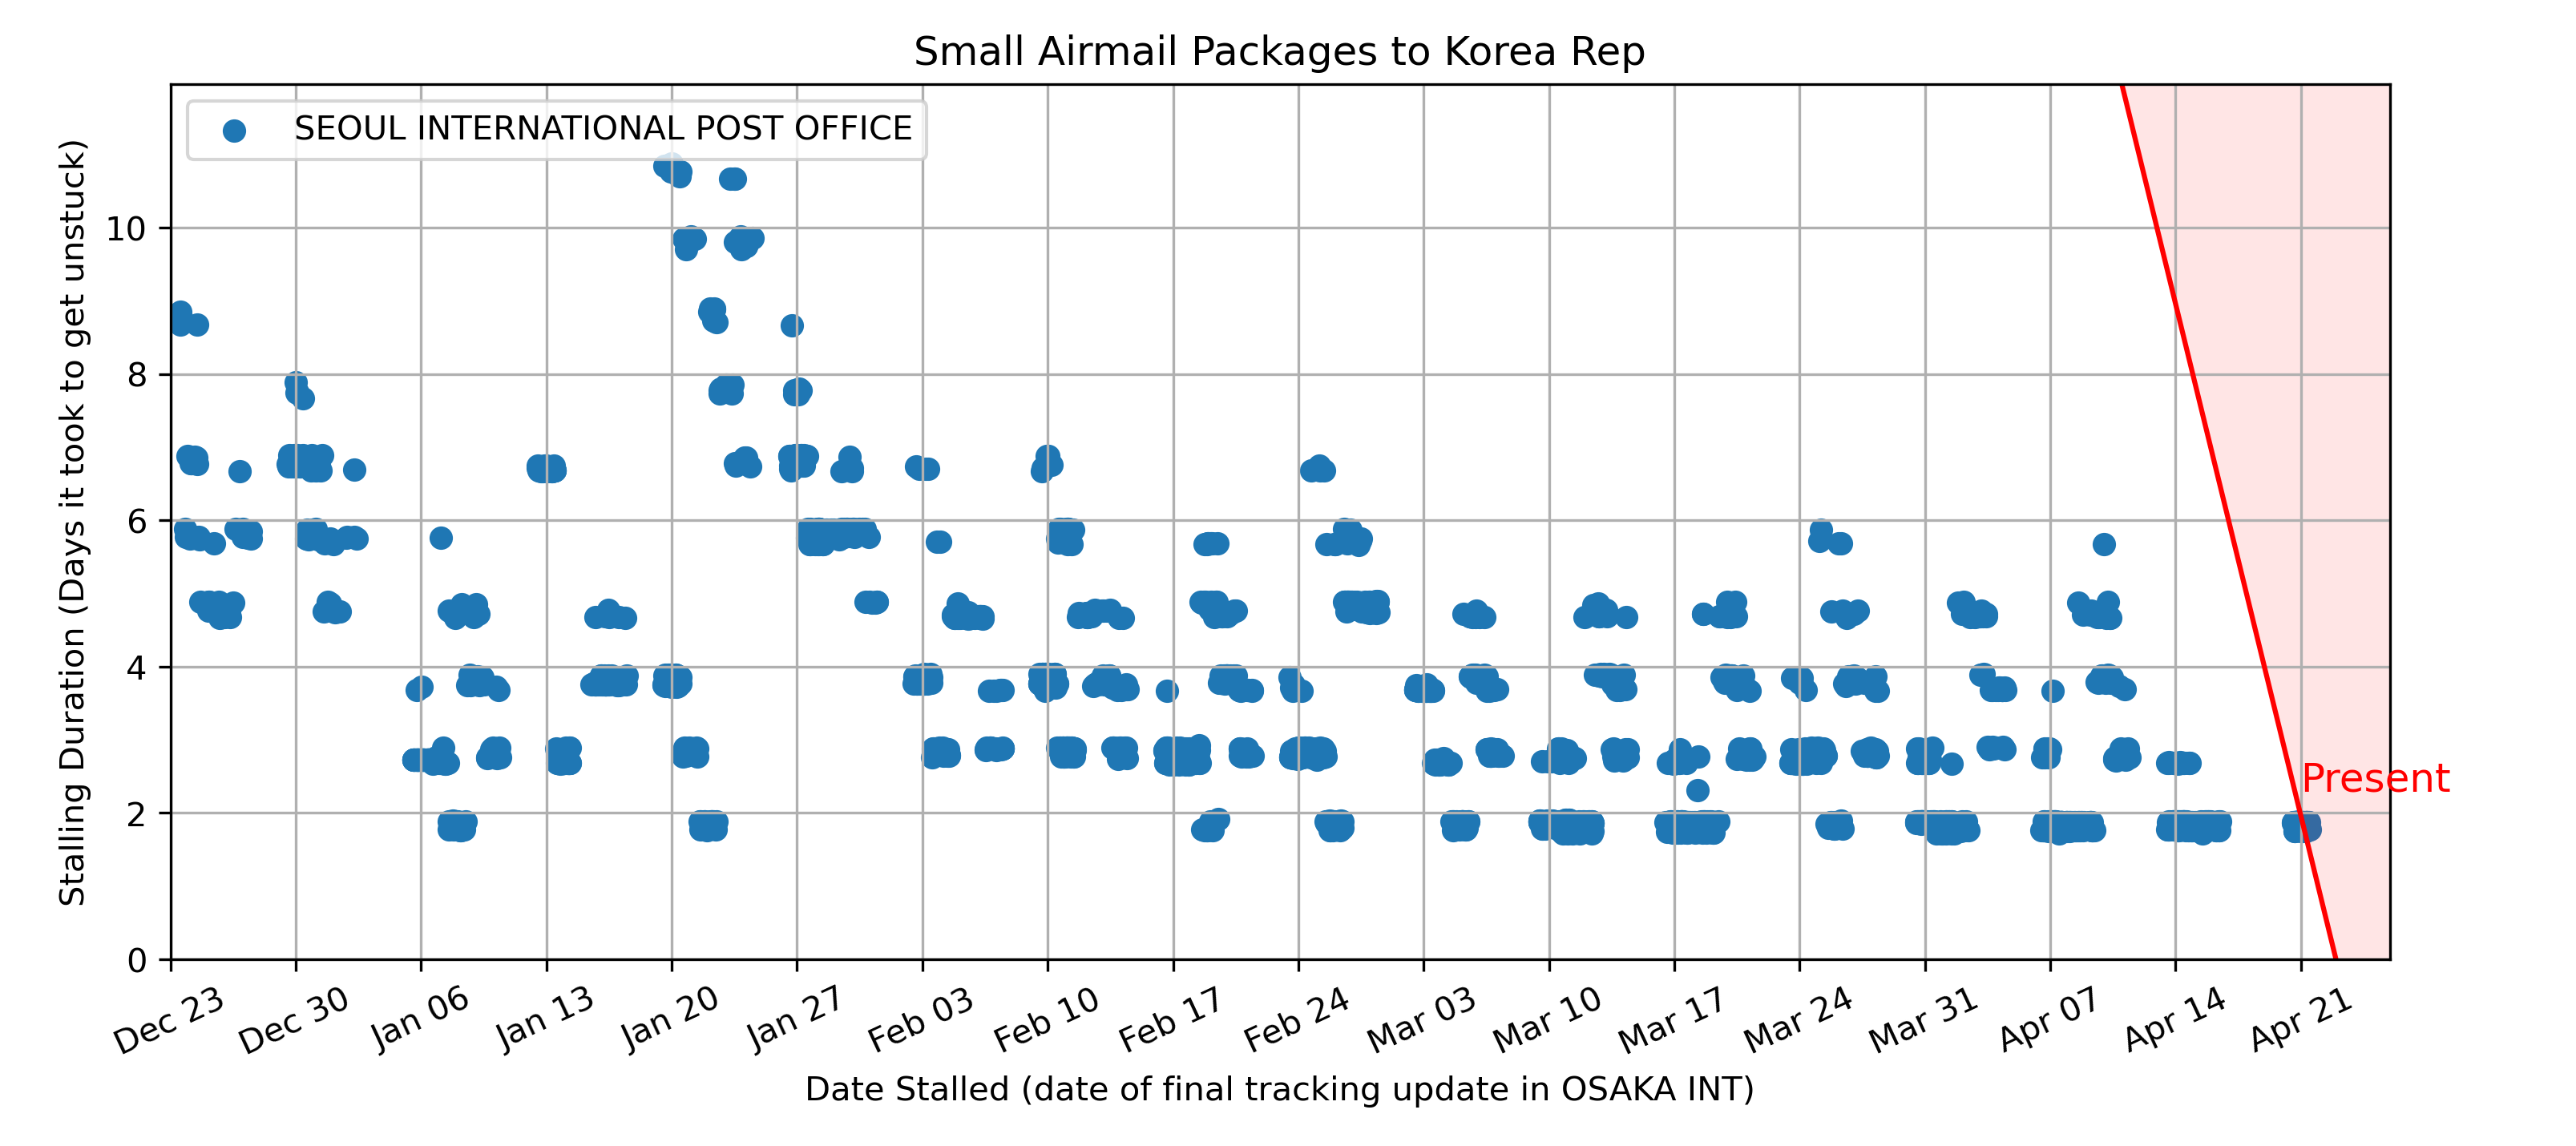 Small Airmail Packages to Korea Rep
SEOUL INTERNATIONAL POST OFFICE
Stalling Duration (Days it took to get unstuck)
10
8
6
4
2
0
Present
Dec 23
Dec 30
Jan 06
Jan 13
Jan 20
Jan 27
Feb 03
Feb 10
Feb 17
Feb 24
Mar 03
Mar 10
Mar 17
Mar 24
Mar 31
Apr 07
Apr 14
Apr 21
Date Stalled (date of final tracking update in OSAKA INT)